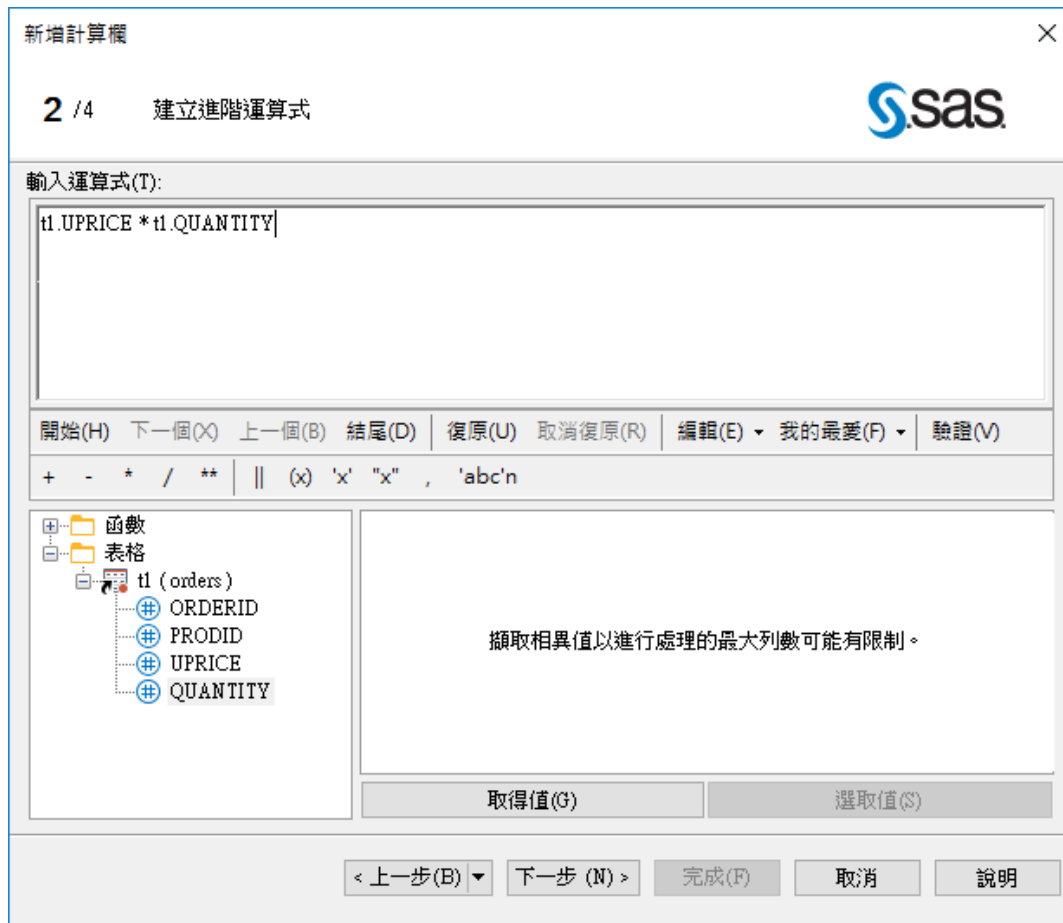 新增計算欄
2 /4 建立進階運算式
sas
輸入運算式(T):
t1.UPRICE * t1.QUANTITY
開始(H) 下一個(X) 上一個(B) 結尾(D) 復原(U) 取消復原(R) 編輯(E) 我的最愛(F) 驗證(V)
+ - * / ** || (x) 'x' "x" , 'abc'n
函數
表格
t1 (orders)
ORDERID
PRODID
UPRICE
QUANTITY
擷取相異值以進行處理的最大列數可能有限制。
取得值(G) 選取值(S)
< 上一步(B) 下一步 (N) > 完成(F) 取消 說明